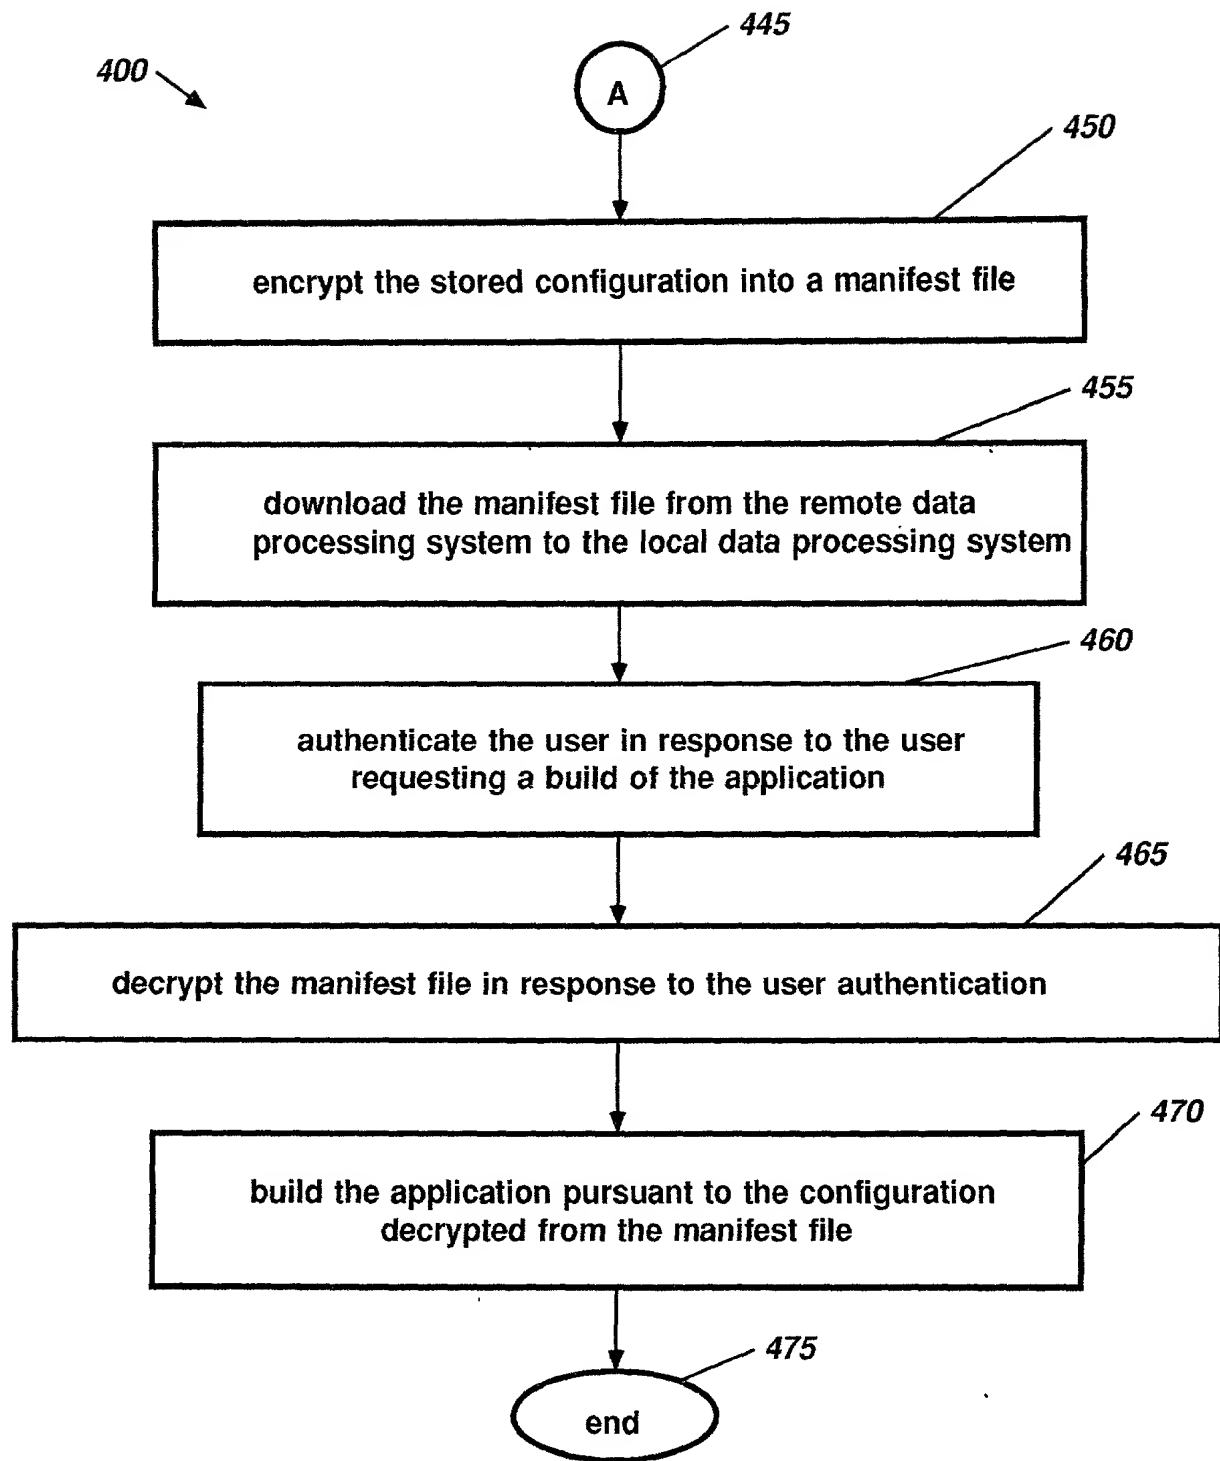 445
400
A
450
encrypt the stored configuration into a manifest file
455
download the manifest file from the remote data
processing system to the local data processing system
460
authenticate the user in response to the user
requesting a build of the application
465
decrypt the manifest file in response to the user authentication
470
build the application pursuant to the configuration
decrypted from the manifest file
475
end